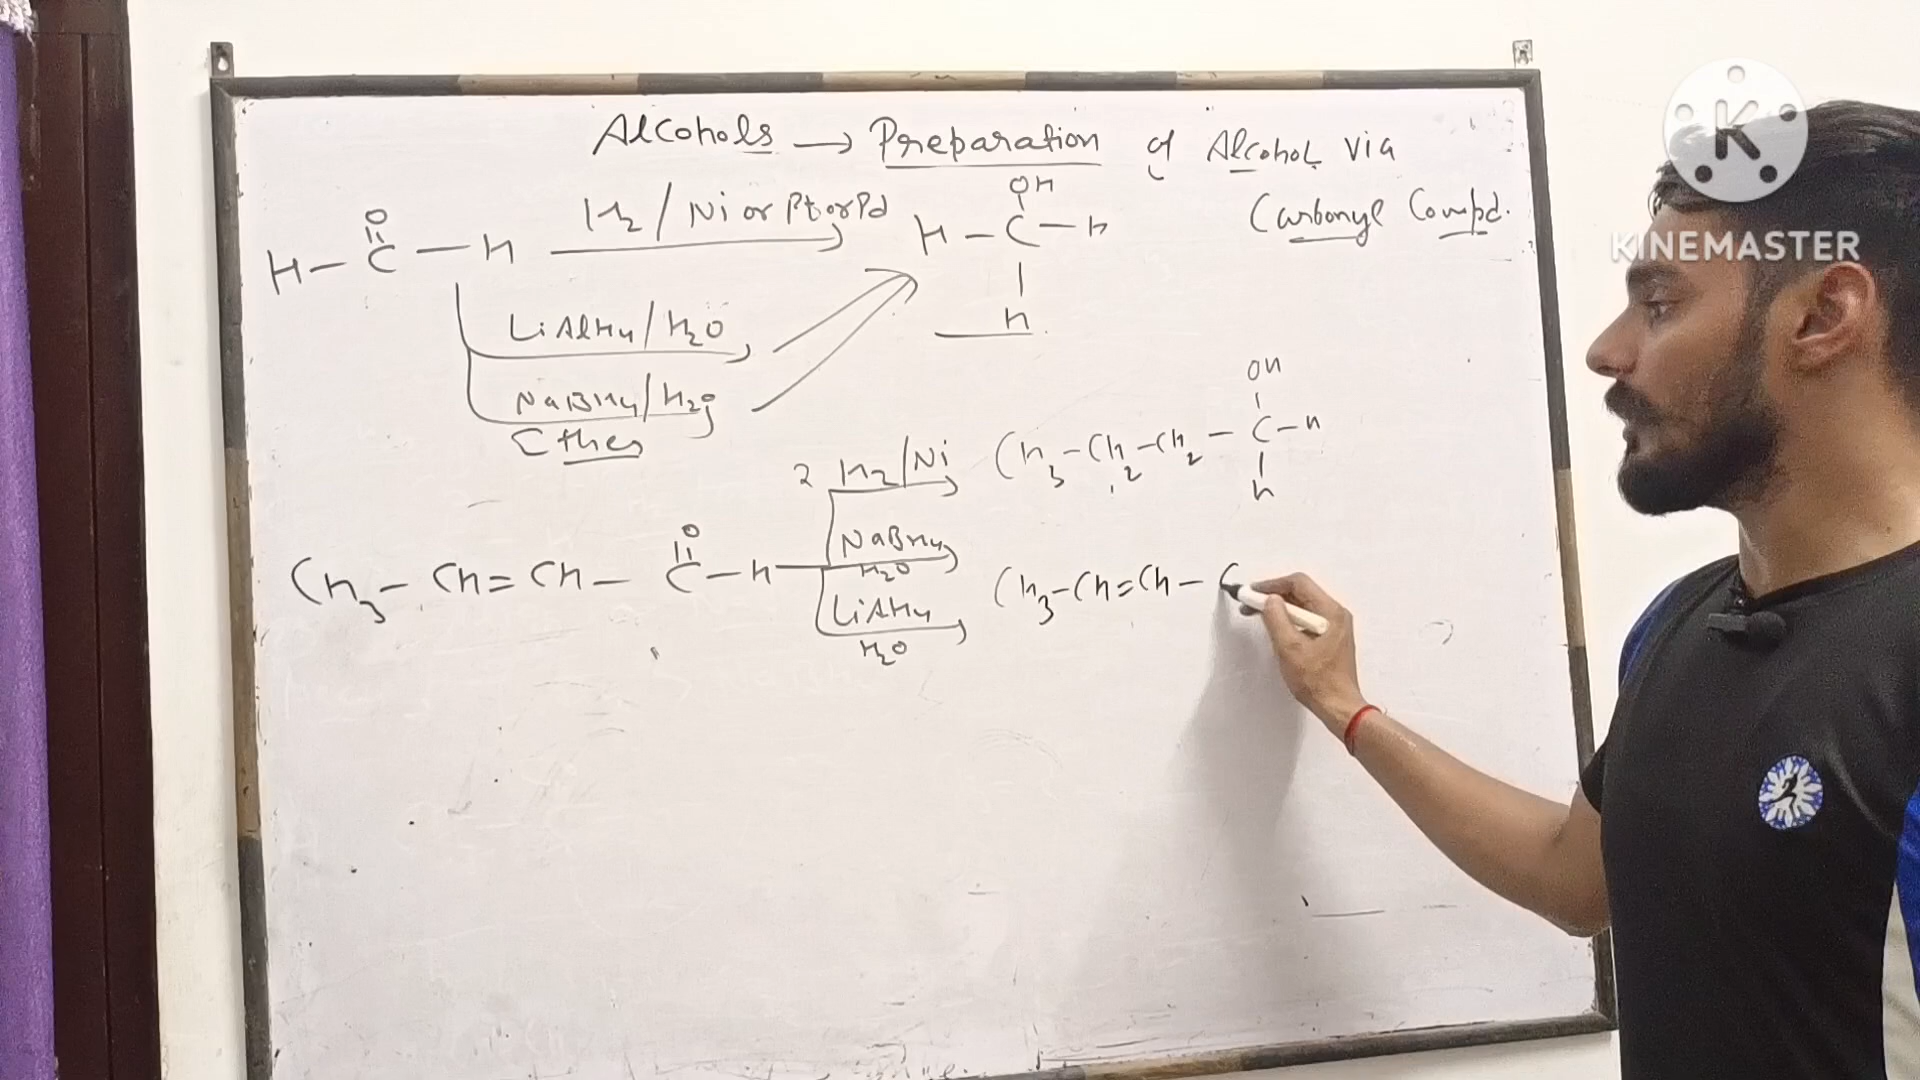 Alcohols → Preparation of Alcohol via
Carbonyl Compd.
O
H - C - H
H2 / Ni or Pt or Pd
OH
H - C - H
H
LiAlH4 / H2O
NaBH4 / H2O
Ether
2 H2 / Ni
OH
CH3 - CH2 - CH2 - C - H
H
O
CH3 - CH = CH - C - H
NaBH4
H2O
LiAlH4
H2O
CH3 - CH = CH - C
K
KINEMASTER